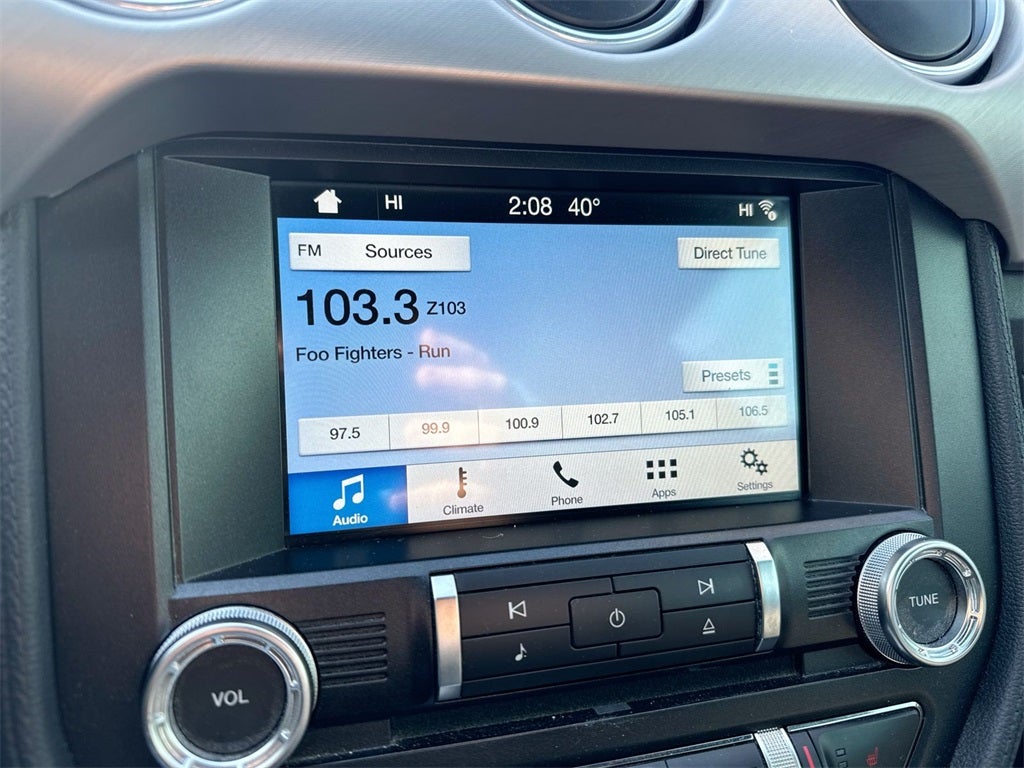 HI 2:08 40° HI
FM Sources Direct Tune
103.3 Z103
Foo Fighters - Run
Presets
97.5 99.9 100.9 102.7 105.1 106.5
Audio Climate Phone Apps Settings
VOL
TUNE